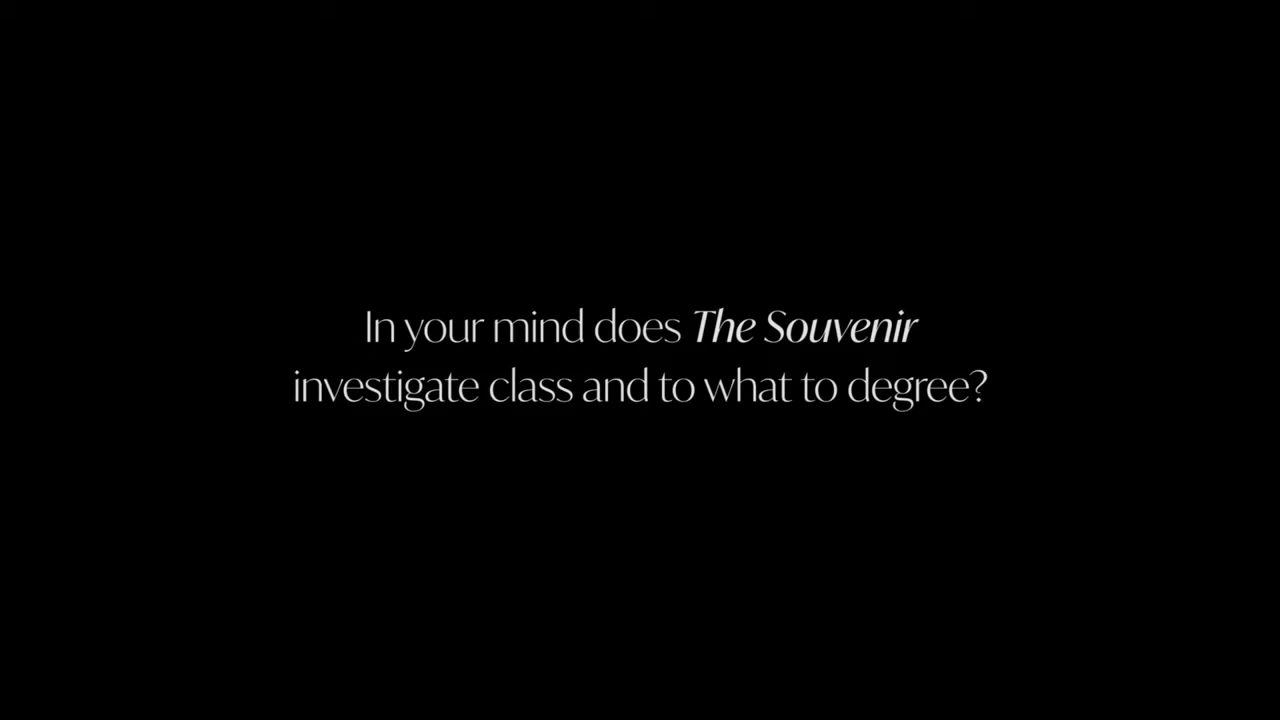 In your mind does The Souvenir
investigate class and to what to degree?